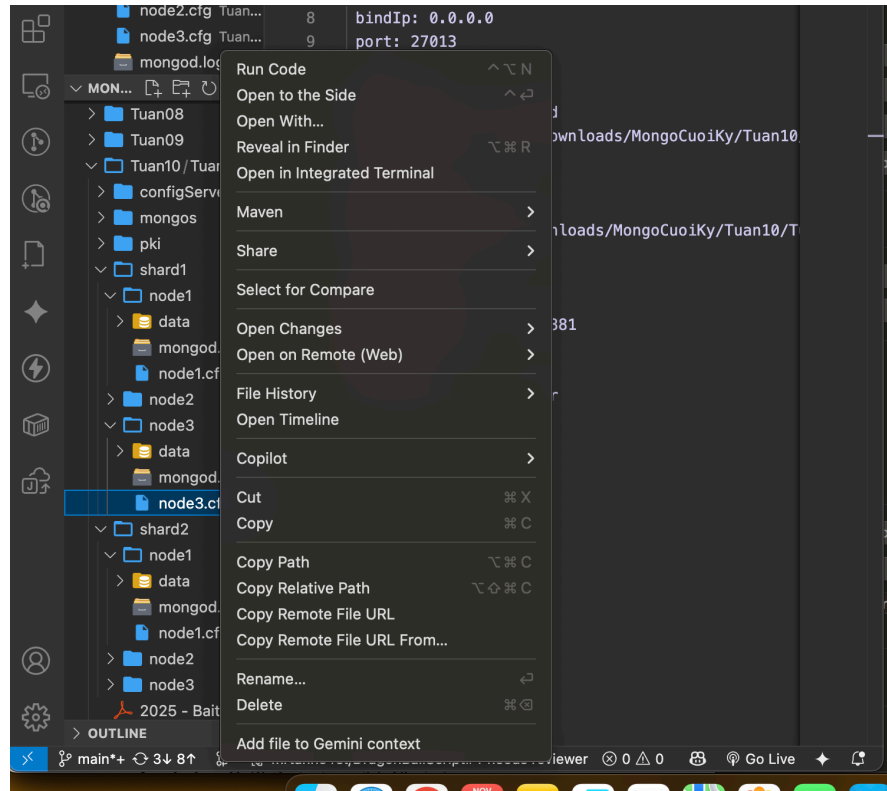 node2.cfg Tuan...
8 bindIp: 0.0.0.0
node3.cfg Tuan...
9 port: 27013
mongod.log
MON...
Run Code ^⌥N
Open to the Side ^⏎
Tuan08
Open With...
Tuan09
Reveal in Finder ⌥⌘R
ownloads/MongoCuoiKy/Tuan10
Tuan10/Tuan
Open in Integrated Terminal
configServe
Maven
mongos
nloads/MongoCuoiKy/Tuan10/T
pki
Share
shard1
Select for Compare
node1
data
Open Changes
381
mongod.
Open on Remote (Web)
node1.cf
File History
node2
Open Timeline
node3
data
Copilot
mongod.
Cut ⌘X
node3.cf
Copy ⌘C
shard2
node1
Copy Path ⌥⌘C
data
Copy Relative Path ⌥⇧⌘C
mongod.
Copy Remote File URL
node1.cf
Copy Remote File URL From...
node2
Rename... ⏎
node3
Delete ⌘⌫
2025 - Bait
OUTLINE
Add file to Gemini context
main*+ 3↓ 8↑
iewer 0 0 Go Live
NOV